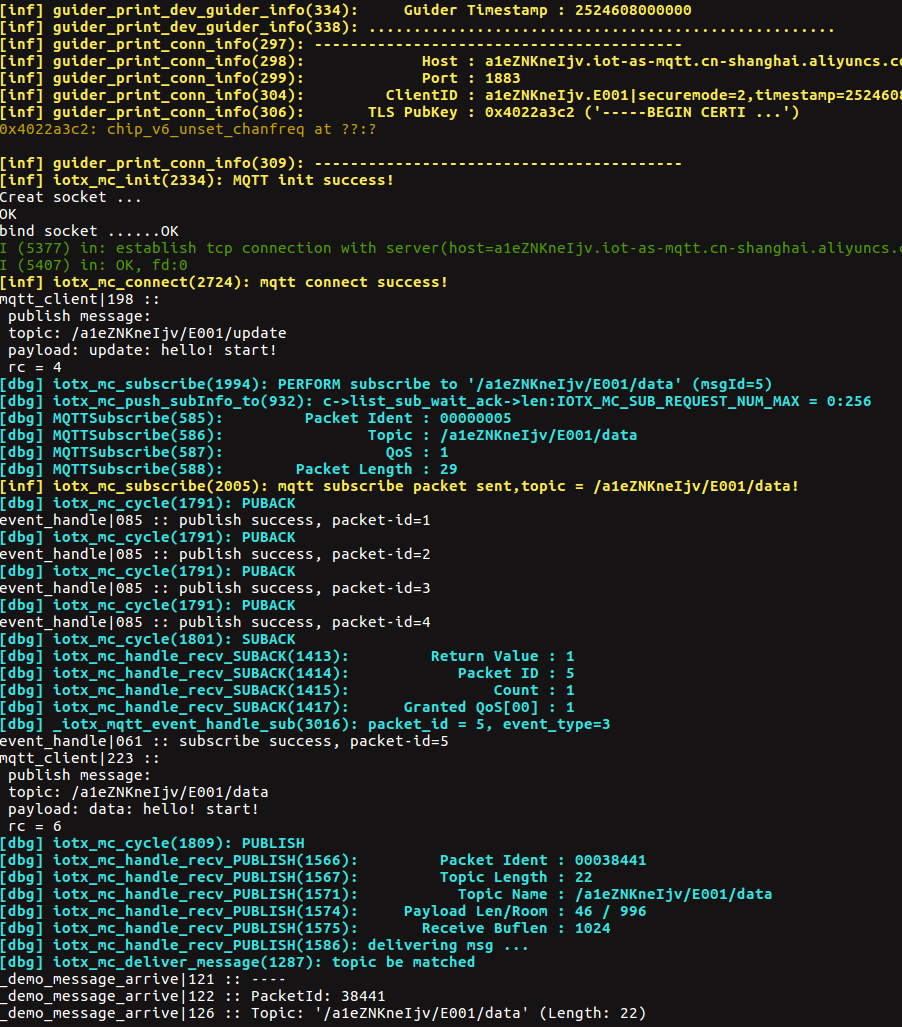 [inf] guider_print_dev_guider_info(334):     Guider Timestamp : 2524608000000
[inf] guider_print_dev_guider_info(338): ....................................................
[inf] guider_print_conn_info(297): -----------------------------------------
[inf] guider_print_conn_info(298):             Host : a1eZNKneIjv.iot-as-mqtt.cn-shanghai.aliyuncs.co
[inf] guider_print_conn_info(299):             Port : 1883
[inf] guider_print_conn_info(304):         ClientID : a1eZNKneIjv.E001|securemode=2,timestamp=2524608
[inf] guider_print_conn_info(306):       TLS PubKey : 0x4022a3c2 ('-----BEGIN CERTI ...')
0x4022a3c2: chip_v6_unset_chanfreq at ??:?
[inf] guider_print_conn_info(309): -----------------------------------------
[inf] iotx_mc_init(2334): MQTT init success!
Creat socket ...
OK
bind socket ......OK
I (5377) in: establish tcp connection with server(host=a1eZNKneIjv.iot-as-mqtt.cn-shanghai.aliyuncs.c
I (5407) in: OK, fd:0
[inf] iotx_mc_connect(2724): mqtt connect success!
mqtt_client|198 ::
 publish message:
 topic: /a1eZNKneIjv/E001/update
 payload: update: hello! start!
 rc = 4
[dbg] iotx_mc_subscribe(1994): PERFORM subscribe to '/a1eZNKneIjv/E001/data' (msgId=5)
[dbg] iotx_mc_push_subInfo_to(932): c->list_sub_wait_ack->len:IOTX_MC_SUB_REQUEST_NUM_MAX = 0:256
[dbg] MQTTSubscribe(585):         Packet Ident : 00000005
[dbg] MQTTSubscribe(586):                Topic : /a1eZNKneIjv/E001/data
[dbg] MQTTSubscribe(587):                  QoS : 1
[dbg] MQTTSubscribe(588):        Packet Length : 29
[inf] iotx_mc_subscribe(2005): mqtt subscribe packet sent,topic = /a1eZNKneIjv/E001/data!
[dbg] iotx_mc_cycle(1791): PUBACK
event_handle|085 :: publish success, packet-id=1
[dbg] iotx_mc_cycle(1791): PUBACK
event_handle|085 :: publish success, packet-id=2
[dbg] iotx_mc_cycle(1791): PUBACK
event_handle|085 :: publish success, packet-id=3
[dbg] iotx_mc_cycle(1791): PUBACK
event_handle|085 :: publish success, packet-id=4
[dbg] iotx_mc_cycle(1801): SUBACK
[dbg] iotx_mc_handle_recv_SUBACK(1413):         Return Value : 1
[dbg] iotx_mc_handle_recv_SUBACK(1414):            Packet ID : 5
[dbg] iotx_mc_handle_recv_SUBACK(1415):                Count : 1
[dbg] iotx_mc_handle_recv_SUBACK(1417):      Granted QoS[00] : 1
[dbg] _iotx_mqtt_event_handle_sub(3016): packet_id = 5, event_type=3
event_handle|061 :: subscribe success, packet-id=5
mqtt_client|223 ::
 publish message:
 topic: /a1eZNKneIjv/E001/data
 payload: data: hello! start!
 rc = 6
[dbg] iotx_mc_cycle(1809): PUBLISH
[dbg] iotx_mc_handle_recv_PUBLISH(1566):         Packet Ident : 00038441
[dbg] iotx_mc_handle_recv_PUBLISH(1567):         Topic Length : 22
[dbg] iotx_mc_handle_recv_PUBLISH(1571):           Topic Name : /a1eZNKneIjv/E001/data
[dbg] iotx_mc_handle_recv_PUBLISH(1574):     Payload Len/Room : 46 / 996
[dbg] iotx_mc_handle_recv_PUBLISH(1575):       Receive Buflen : 1024
[dbg] iotx_mc_handle_recv_PUBLISH(1586): delivering msg ...
[dbg] iotx_mc_deliver_message(1287): topic be matched
_demo_message_arrive|121 :: ----
_demo_message_arrive|122 :: PacketId: 38441
_demo_message_arrive|126 :: Topic: '/a1eZNKneIjv/E001/data' (Length: 22)